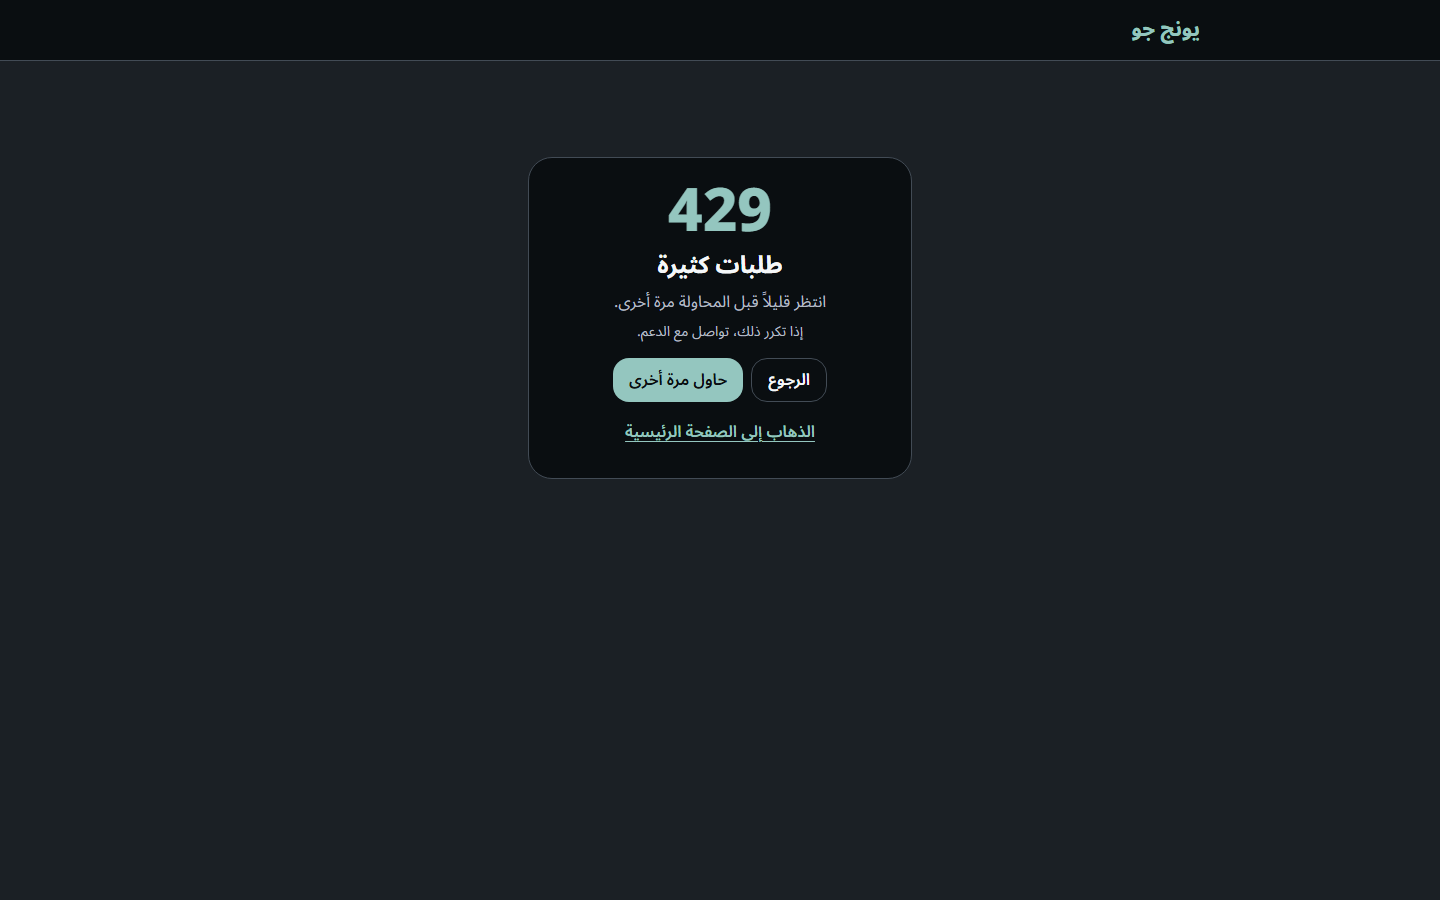 يونج جو
429
طلبات كثيرة
انتظر قليلاً قبل المحاولة مرة أخرى.
إذا تكرر ذلك، تواصل مع الدعم.
الرجوع
حاول مرة أخرى
الذهاب إلى الصفحة الرئيسية